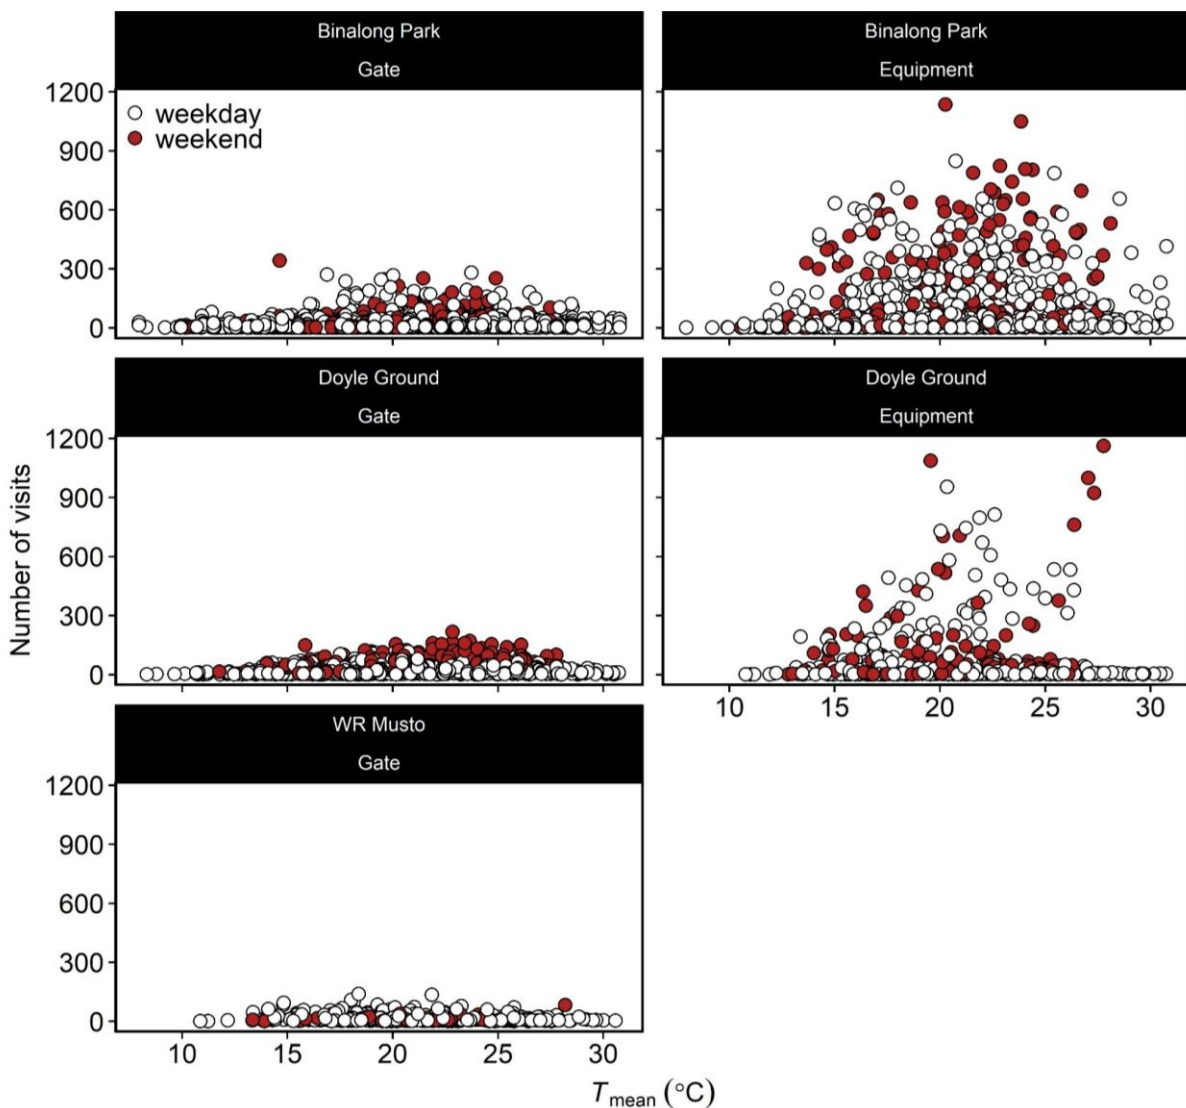 Binalong Park
Gate
Binalong Park
Equipment
1200
900
600
300
0
weekday
weekend
Doyle Ground
Gate
Doyle Ground
Equipment
1200
900
600
300
0
10 15 20 25 30
WR Musto
Gate
1200
900
600
300
0
10 15 20 25 30
Number of visits
Tmean (°C)